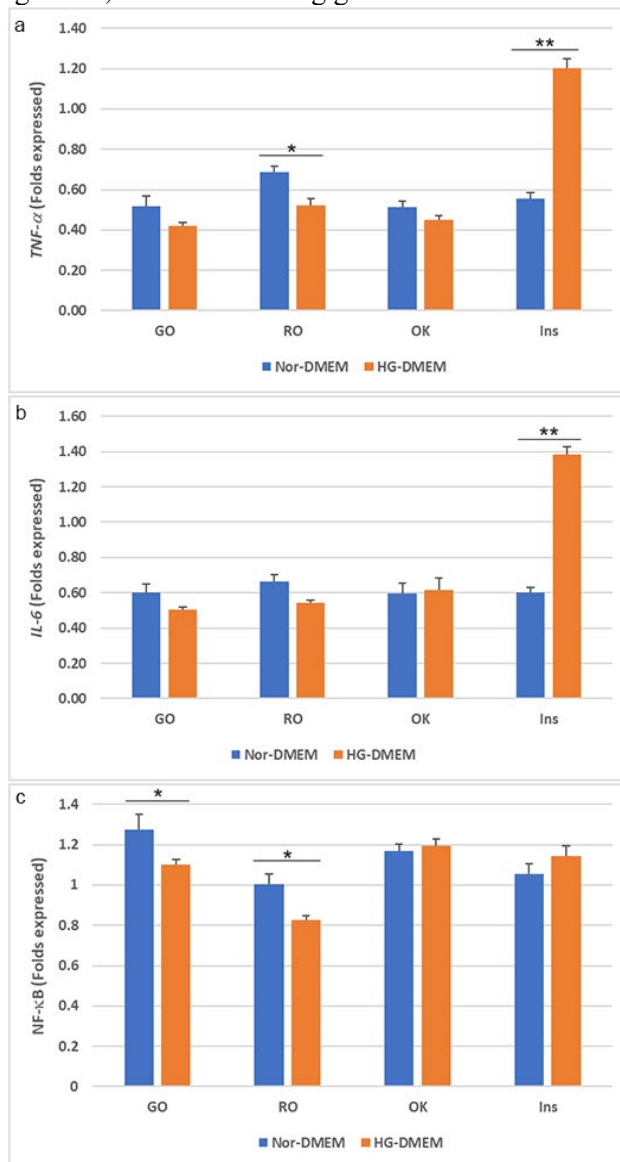 a
1.40
**
1.20
1.00
TNF-α (Folds expressed)
0.80
*
0.60
0.40
0.20
0.00
GO RO OK Ins
Nor-DMEM HG-DMEM
b
1.60
**
1.40
1.20
1.00
IL-6 (Folds expressed)
0.80
0.60
0.40
0.20
0.00
GO RO OK Ins
Nor-DMEM HG-DMEM
c
1.4
*
1.2
*
1
NF-κB (Folds expressed)
0.8
0.6
0.4
0.2
0
GO RO OK Ins
Nor-DMEM HG-DMEM